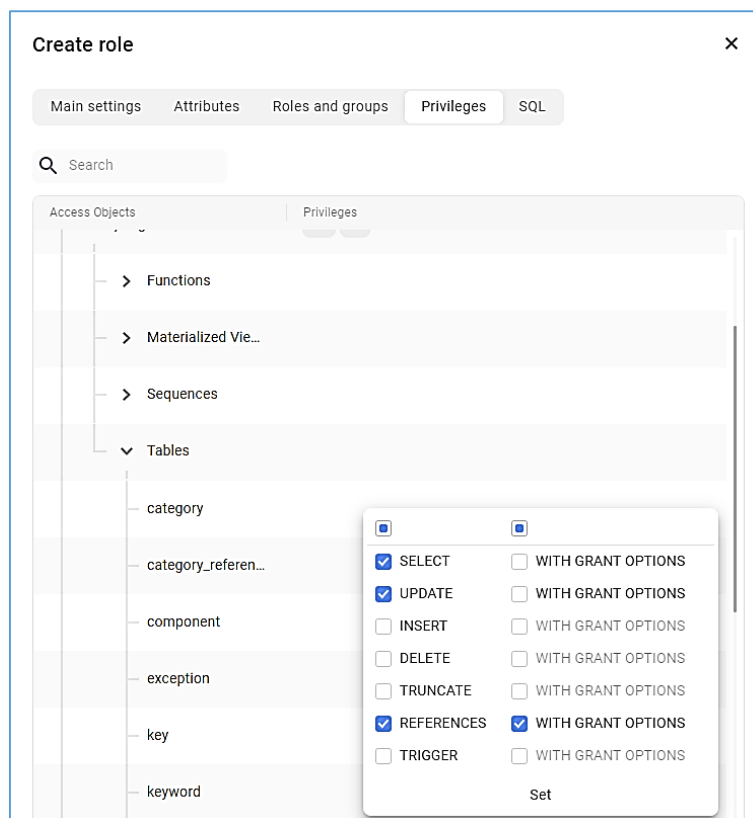 Create role
Main settings Attributes Roles and groups Privileges SQL
Search
Access Objects Privileges
Functions
Materialized Vie...
Sequences
Tables
category
category_referen...
component
exception
key
keyword
SELECT WITH GRANT OPTIONS
UPDATE WITH GRANT OPTIONS
INSERT WITH GRANT OPTIONS
DELETE WITH GRANT OPTIONS
TRUNCATE WITH GRANT OPTIONS
REFERENCES WITH GRANT OPTIONS
TRIGGER WITH GRANT OPTIONS
Set